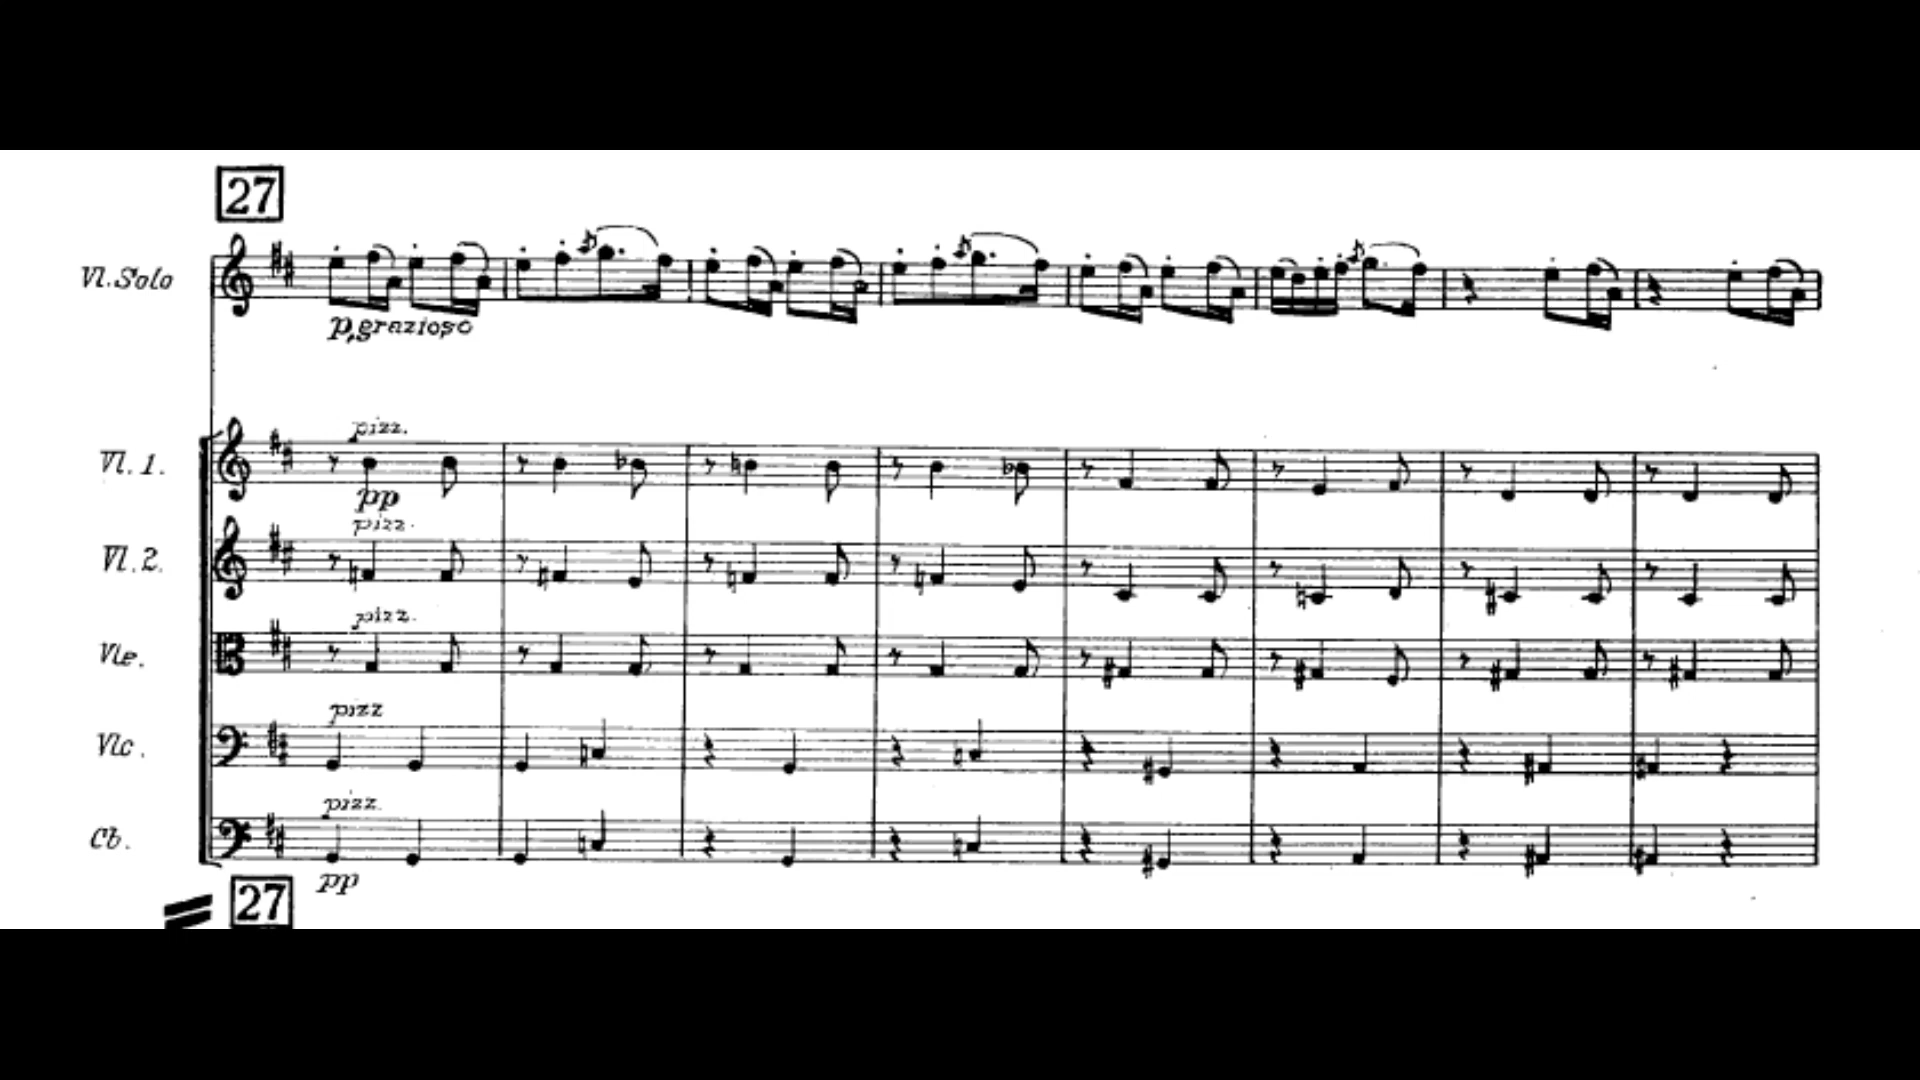 27
Vl.Solo
p, grazioso
pizz.
Vl.1.
pp
pizz.
Vl.2.
pizz.
Vle.
pizz
Vlc.
pizz.
Cb.
pp
27